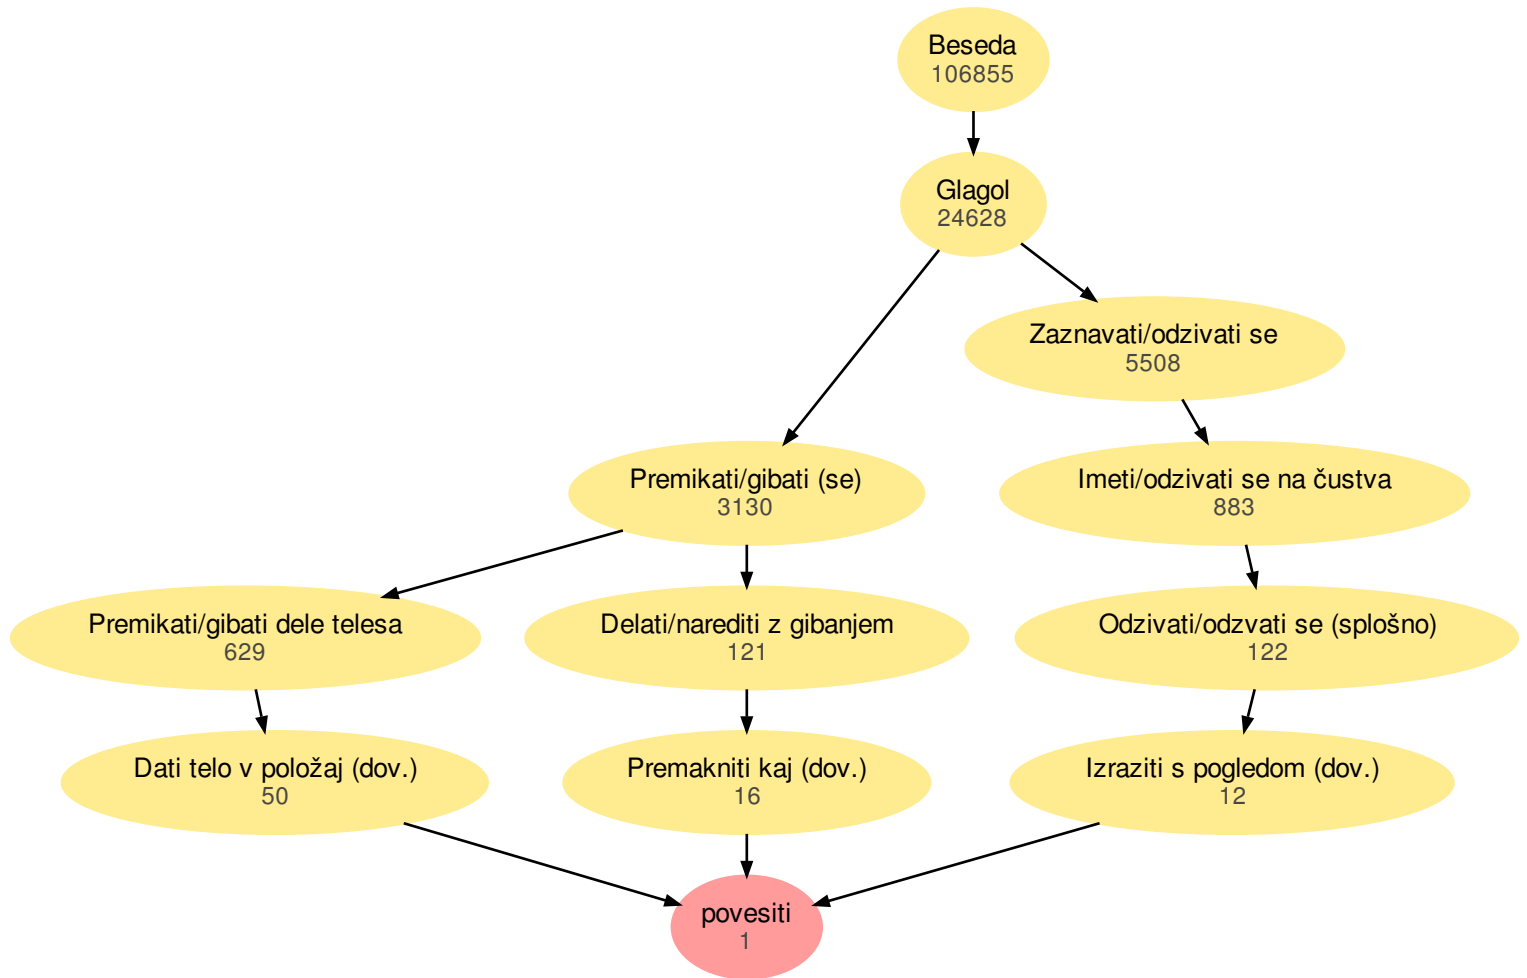 Beseda
106855
Glagol
24628
Zaznavati/odzivati se
5508
Premikati/gibati (se)
3130
Imeti/odzivati se na čustva
883
Premikati/gibati dele telesa
629
Delati/narediti z gibanjem
121
Odzivati/odzvati se (splošno)
122
Dati telo v položaj (dov.)
50
Premakniti kaj (dov.)
16
Izraziti s pogledom (dov.)
12
povesiti
1